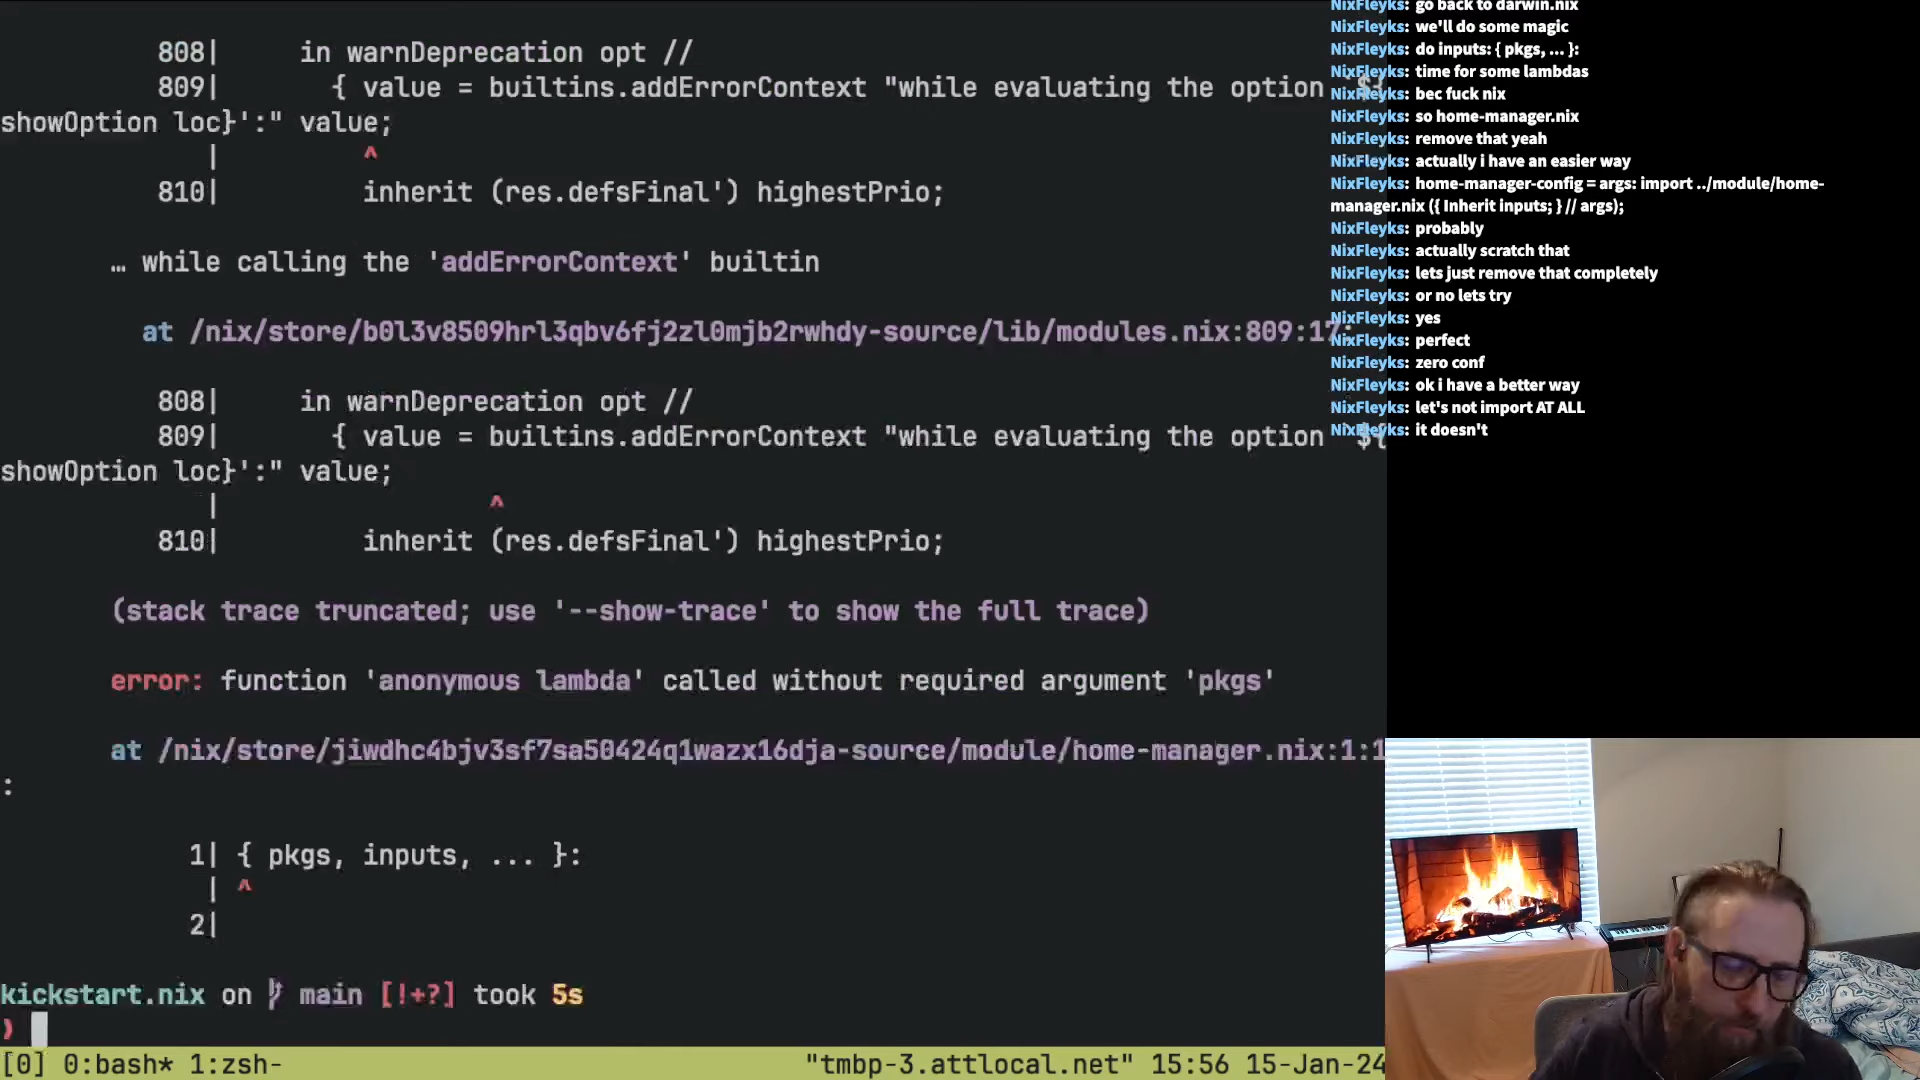 808|     in warnDeprecation opt //
809|       { value = builtins.addErrorContext "while evaluating the option `${
showOption loc}':" value;
|         ^
810|         inherit (res.defsFinal') highestPrio;
… while calling the 'addErrorContext' builtin
at /nix/store/b0l3v8509hrl3qbv6fj2zl0mjb2rwhdy-source/lib/modules.nix:809:17:
808|     in warnDeprecation opt //
809|       { value = builtins.addErrorContext "while evaluating the option `${
showOption loc}':" value;
|                 ^
810|         inherit (res.defsFinal') highestPrio;
(stack trace truncated; use '--show-trace' to show the full trace)
error: function 'anonymous lambda' called without required argument 'pkgs'
at /nix/store/jiwdhc4bjv3sf7sa50424q1wazx16dja-source/module/home-manager.nix:1:1
:
1| { pkgs, inputs, ... }:
| ^
2|
kickstart.nix on main [!+?] took 5s
)
[0] 0:bash* 1:zsh-
"tmbp-3.attlocal.net" 15:56 15-Jan-24
NixFleyks: go back to darwin.nix
NixFleyks: we'll do some magic
NixFleyks: do inputs: { pkgs, ... }:
NixFleyks: time for some lambdas
NixFleyks: bec fuck nix
NixFleyks: so home-manager.nix
NixFleyks: remove that yeah
NixFleyks: actually i have an easier way
NixFleyks: home-manager-config = args: import ../module/home-
manager.nix ({ Inherit inputs; } // args);
NixFleyks: probably
NixFleyks: actually scratch that
NixFleyks: lets just remove that completely
NixFleyks: or no lets try
NixFleyks: yes
NixFleyks: perfect
NixFleyks: zero conf
NixFleyks: ok i have a better way
NixFleyks: let's not import AT ALL
NixFleyks: it doesn't